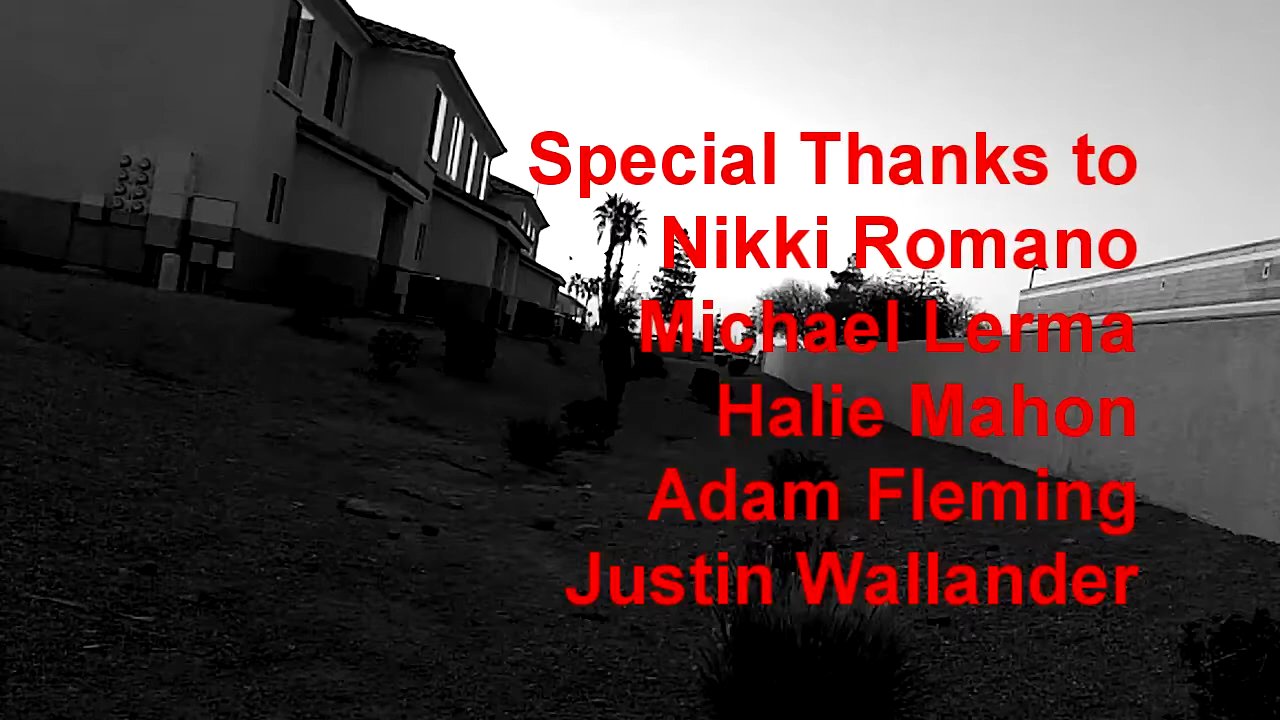 Special Thanks to
Nikki Romano
Michael Lerma
Halie Mahon
Adam Fleming
Justin Wallander